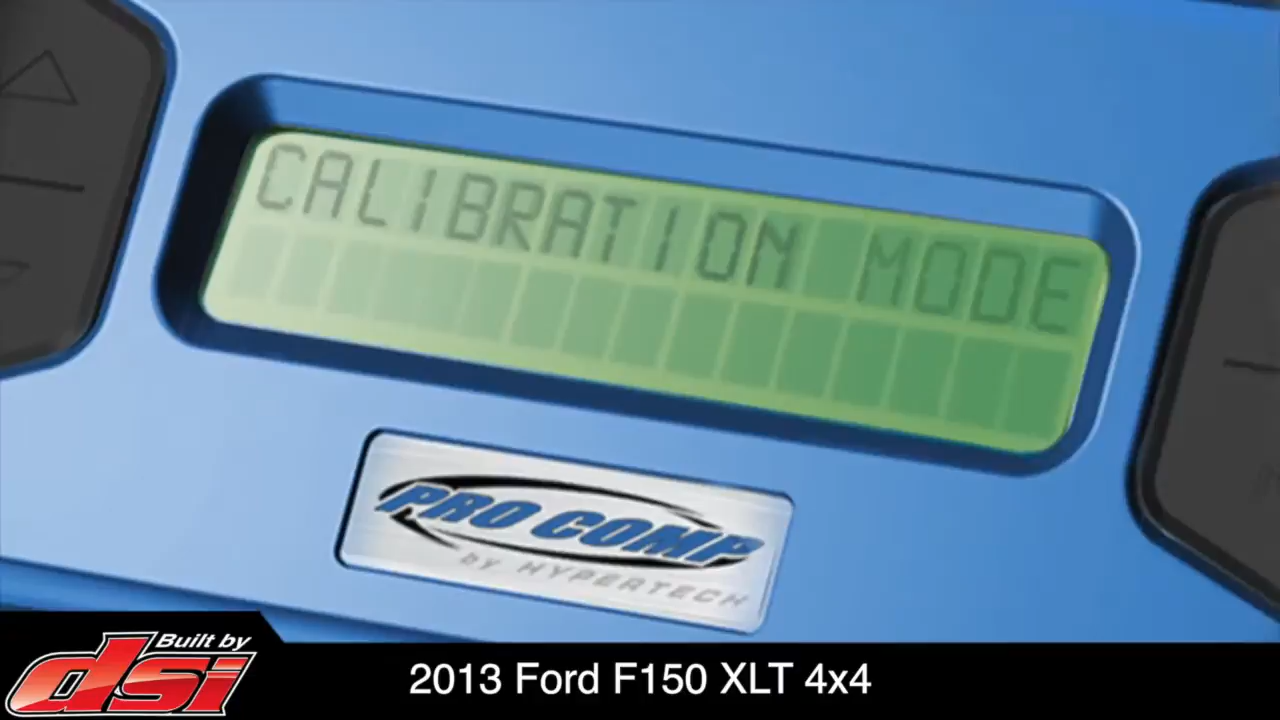 CALIBRATION MODE
PRO COMP
by HYPERTECH
Built by
dsi
2013 Ford F150 XLT 4x4